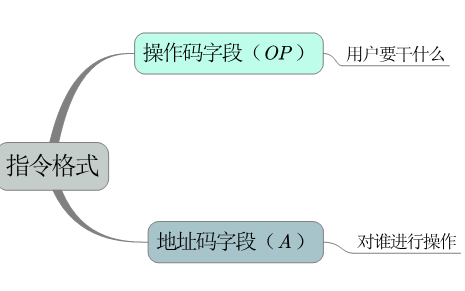 操作码字段（OP）
用户要干什么
指令格式
地址码字段（A）
对谁进行操作